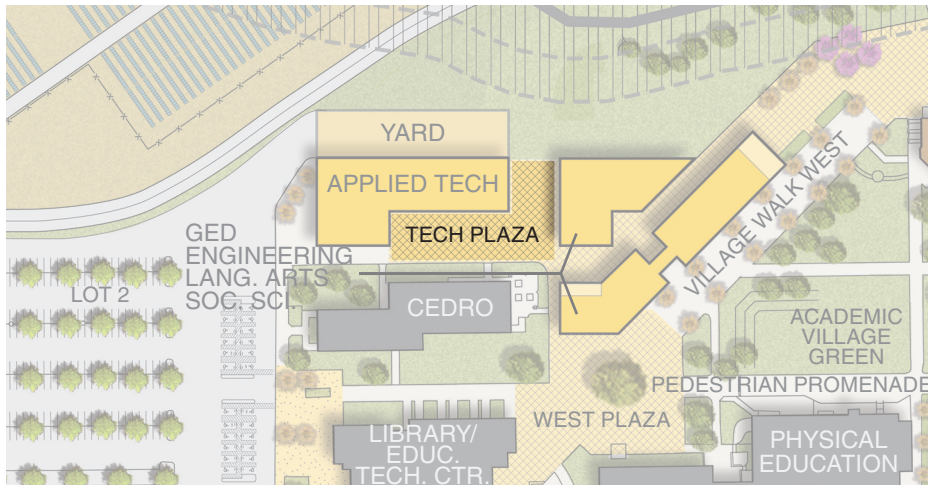 YARD
APPLIED TECH
TECH PLAZA
GED
ENGINEERING
LANG. ARTS
SOC. SCI.
LOT 2
CEDRO
VILLAGE WALK WEST
ACADEMIC
VILLAGE
GREEN
PEDESTRIAN PROMENADE
WEST PLAZA
LIBRARY/
EDUC.
TECH. CTR.
PHYSICAL
EDUCATION